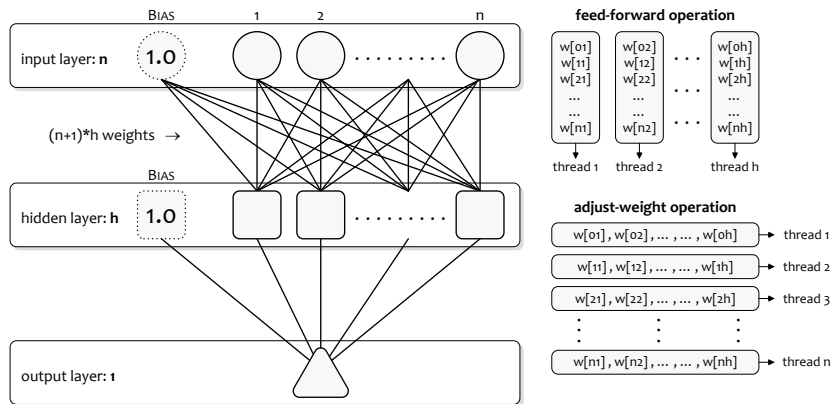 BIAS 1 2 n
input layer: n 1.0 . . . . . . . . .
(n+1)*h weights →
BIAS
hidden layer: h 1.0 . . . . . . . . .
output layer: 1
feed-forward operation
w[01] w[02] w[0h]
w[11] w[12] . . . w[1h]
w[21] w[22] w[2h]
... ... . . . ...
... ... ...
w[n1] w[n2] . . . w[nh]
thread 1 thread 2 thread h
adjust-weight operation
w[01] , w[02] , ... , ... , w[0h] thread 1
w[11] , w[12] , ... , ... , w[1h] thread 2
w[21] , w[22] , ... , ... , w[2h] thread 3
w[n1] , w[n2] , ... , ... , w[nh] thread n